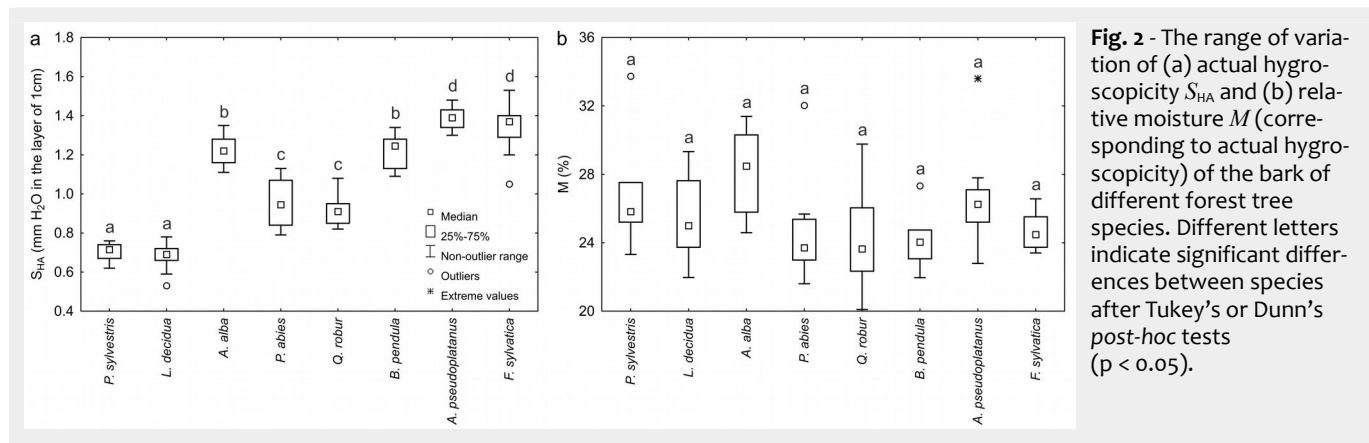 a
S_HA (mm H₂O in the layer of 1cm)
1.8
1.6
1.4
1.2
1.0
0.8
0.6
0.4
a
a
b
c
c
b
d
d
Median
25%-75%
Non-outlier range
Outliers
Extreme values
P. sylvestris
L. decidua
A. alba
P. abies
Q. robur
B. pendula
A. pseudoplatanus
F. sylvatica
b
M (%)
36
32
28
24
20
a
a
a
a
a
a
a
a
P. sylvestris
L. decidua
A. alba
P. abies
Q. robur
B. pendula
A. pseudoplatanus
F. sylvatica
Fig. 2 - The range of varia-
tion of (a) actual hygro-
scopicity S_HA and (b) rela-
tive moisture M (corre-
sponding to actual hygro-
scopicity) of the bark of
different forest tree
species. Different letters
indicate significant differ-
ences between species
after Tukey’s or Dunn’s
post-hoc tests
(p < 0.05).